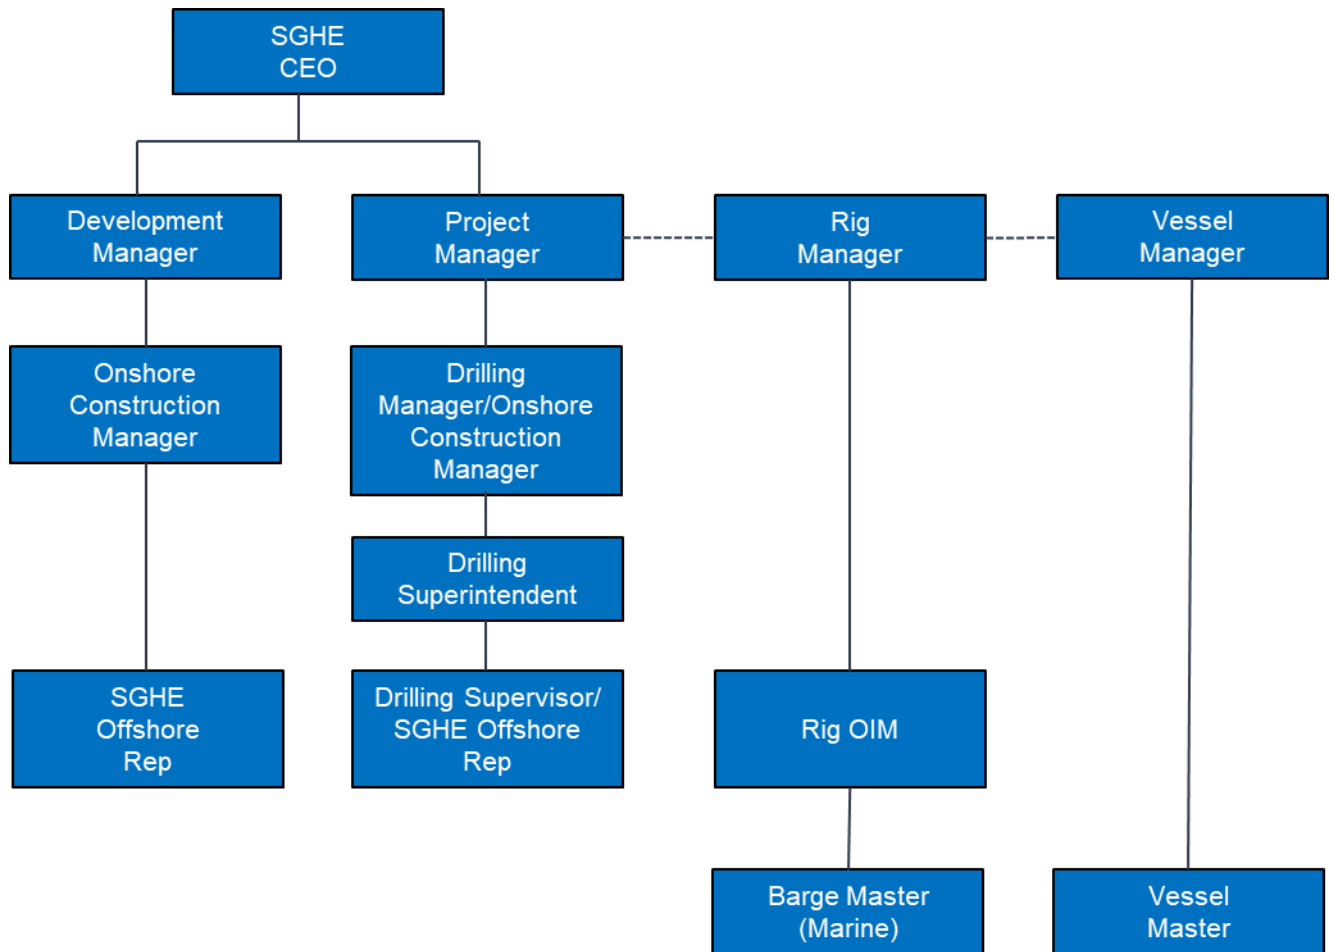 SGHE
CEO
Development
Manager
Project
Manager
Rig
Manager
Vessel
Manager
Onshore
Construction
Manager
Drilling
Manager/Onshore
Construction
Manager
Drilling
Superintendent
SGHE
Offshore
Rep
Drilling Supervisor/
SGHE Offshore
Rep
Rig OIM
Barge Master
(Marine)
Vessel
Master